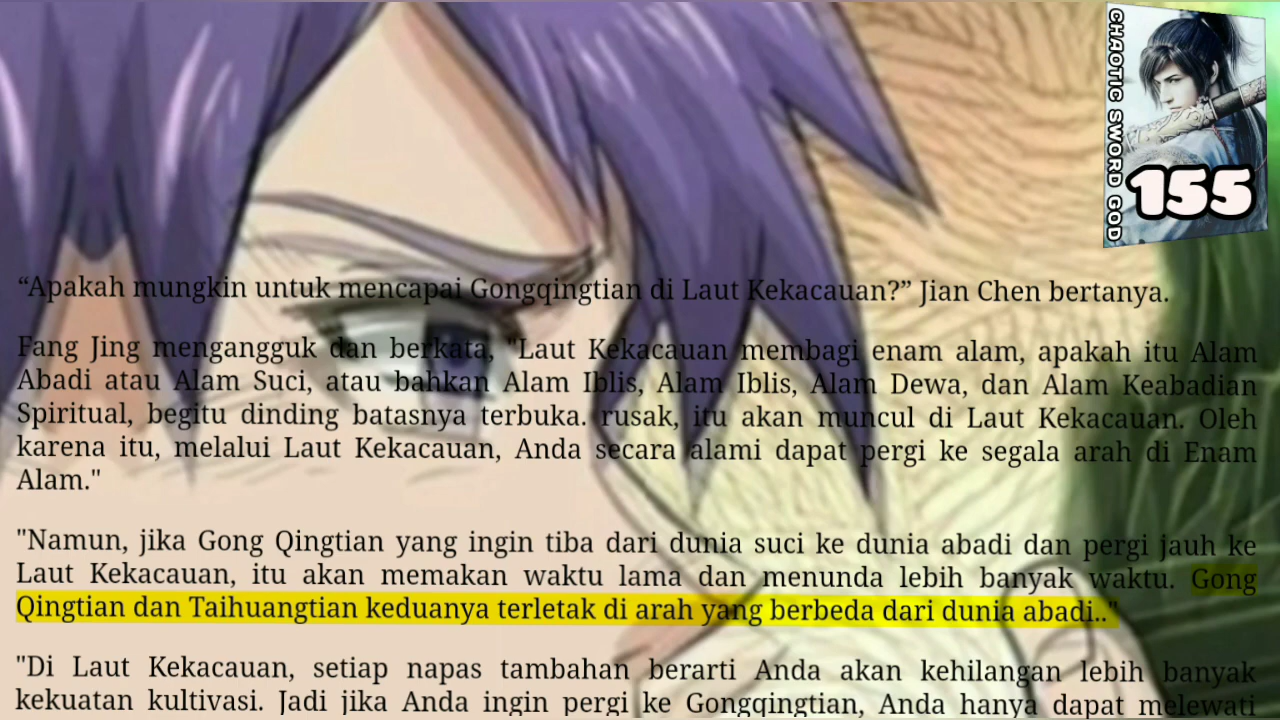 CHAOTIC SWORD GOD
155
“Apakah mungkin untuk mencapai Gongqingtian di Laut Kekacauan?” Jian Chen bertanya.
Fang Jing mengangguk dan berkata, "Laut Kekacauan membagi enam alam, apakah itu Alam
Abadi atau Alam Suci, atau bahkan Alam Iblis, Alam Iblis, Alam Dewa, dan Alam Keabadian
Spiritual, begitu dinding batasnya terbuka. rusak, itu akan muncul di Laut Kekacauan. Oleh
karena itu, melalui Laut Kekacauan, Anda secara alami dapat pergi ke segala arah di Enam
Alam."
"Namun, jika Gong Qingtian yang ingin tiba dari dunia suci ke dunia abadi dan pergi jauh ke
Laut Kekacauan, itu akan memakan waktu lama dan menunda lebih banyak waktu. Gong
Qingtian dan Taihuangtian keduanya terletak di arah yang berbeda dari dunia abadi.."
"Di Laut Kekacauan, setiap napas tambahan berarti Anda akan kehilangan lebih banyak
kekuatan kultivasi. Jadi jika Anda ingin pergi ke Gongqingtian, Anda hanya dapat melewati